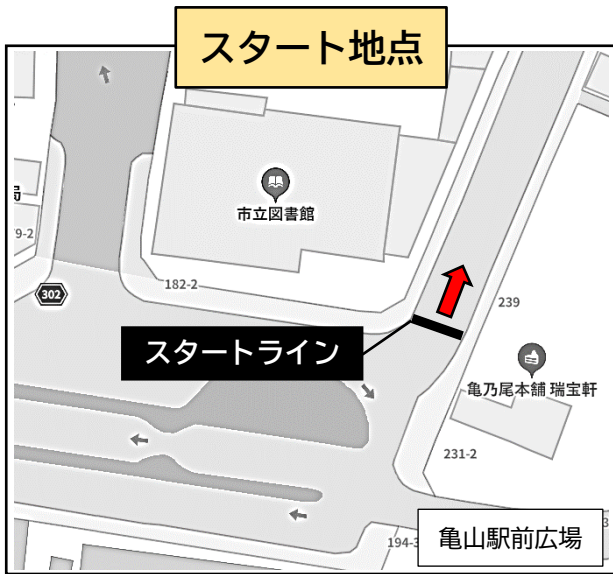 スタート地点
市立図書館
9-2
182-2
302
239
スタートライン
亀乃尾本舗 瑞宝軒
231-2
194-3
亀山駅前広場